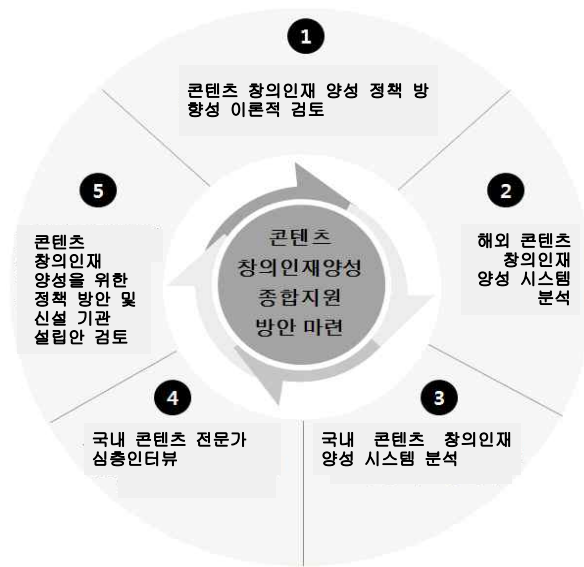 1
콘텐츠 창의인재 양성 정책 방
향성 이론적 검토
2
해외 콘텐츠
창의인재
양성 시스템
분석
3
국내 콘텐츠 창의인재
양성 시스템 분석
4
국내 콘텐츠 전문가
심층인터뷰
5
콘텐츠
창의인재
양성을 위한
정책 방안 및
신설 기관
설립안 검토
콘텐츠
창의인재양성
종합지원
방안 마련